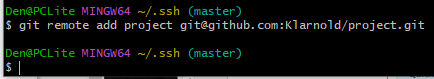 Den@PCLite MINGW64 ~/.ssh (master)
$ git remote add project git@github.com:Klarnold/project.git
Den@PCLite MINGW64 ~/.ssh (master)
$